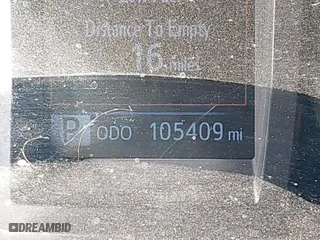 Distance To Empty
16 miles
P ODO 105409 mi
DREAMBID